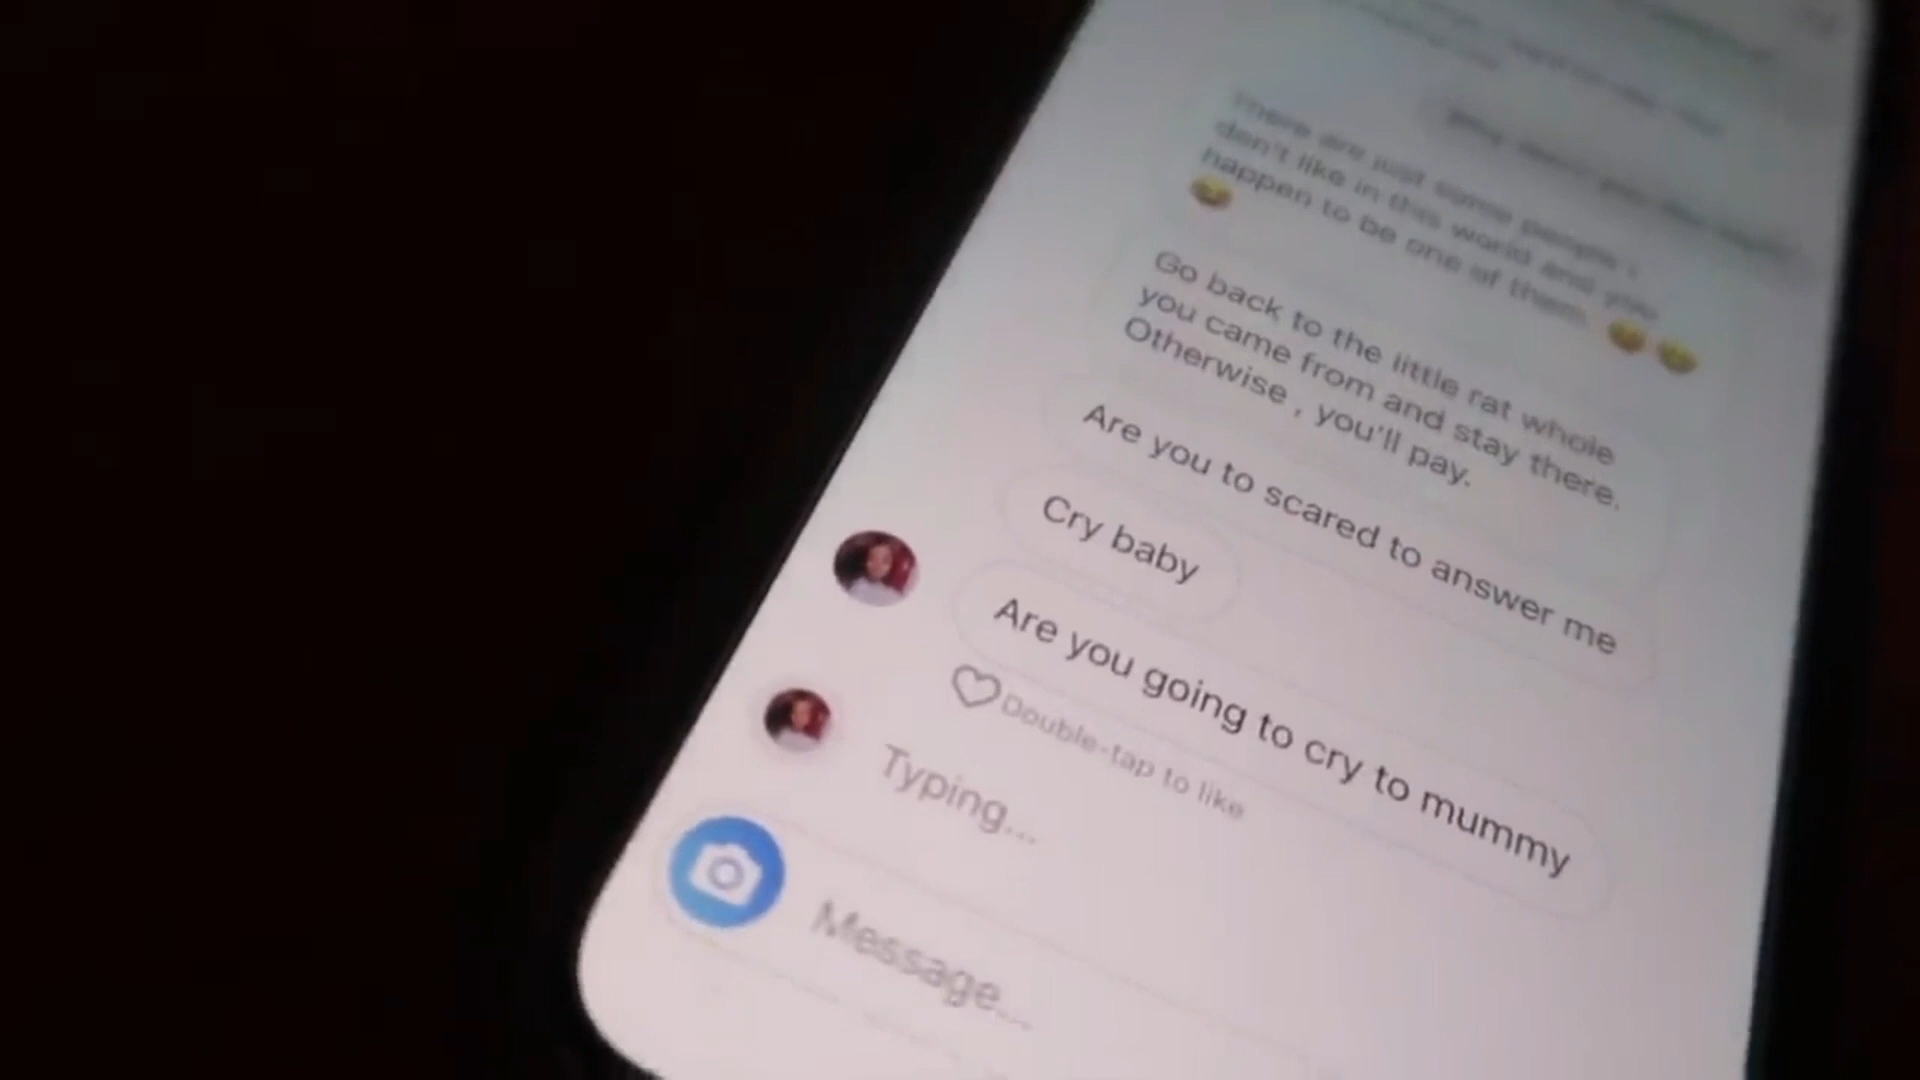 There are just some people I
don't like in this world and you
happen to be one of them. 😂😂
😂
Go back to the little rat whole
you came from and stay there.
Otherwise , you'll pay.
Are you to scared to answer me
Cry baby
Are you going to cry to mummy
Double-tap to like
Typing...
Message...